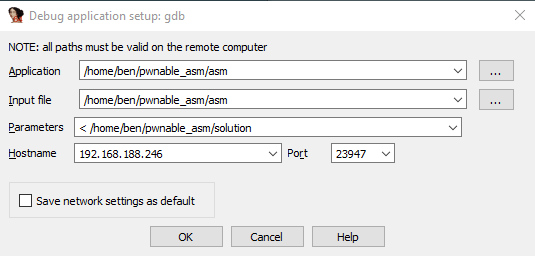 Debug application setup: gdb
NOTE: all paths must be valid on the remote computer
Application /home/ben/pwnable_asm/asm ...
Input file /home/ben/pwnable_asm/asm ...
Parameters < /home/ben/pwnable_asm/solution
Hostname 192.168.188.246 Port 23947
Save network settings as default
OK Cancel Help